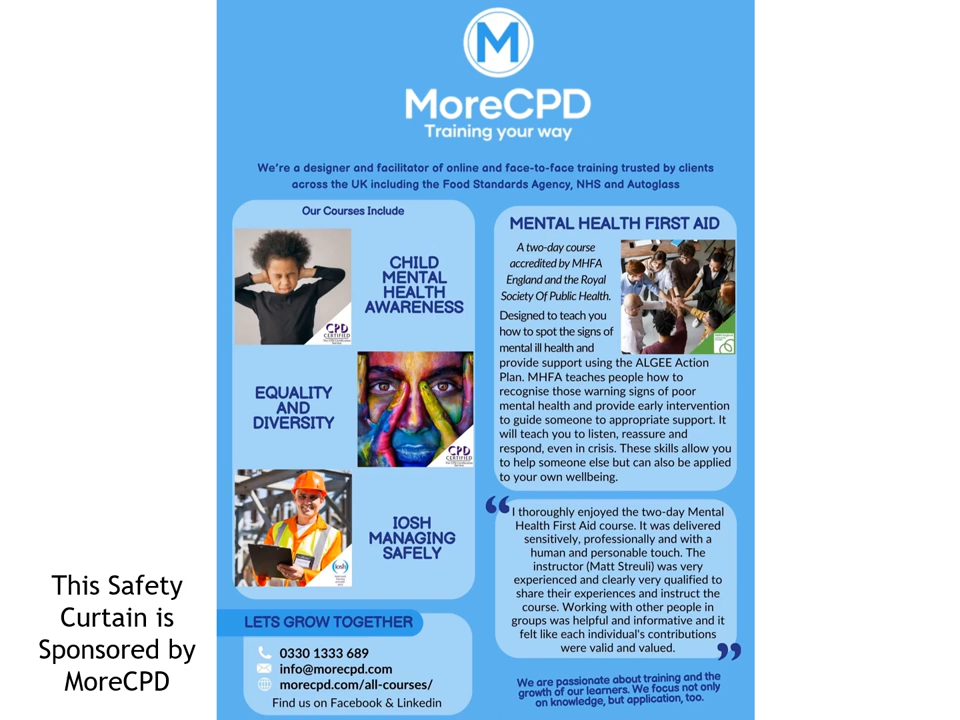 M
MoreCPD
Training your way
We're a designer and facilitator of online and face-to-face training trusted by clients
across the UK including the Food Standards Agency, NHS and Autoglass
Our Courses Include
CHILD
MENTAL
HEALTH
AWARENESS
CPD
CERTIFIED
EQUALITY
AND
DIVERSITY
CPD
CERTIFIED
IOSH
MANAGING
SAFELY
iosh
LETS GROW TOGETHER
0330 1333 689
info@morecpd.com
morecpd.com/all-courses/
Find us on Facebook & Linkedin
MENTAL HEALTH FIRST AID
A two-day course
accredited by MHFA
England and the Royal
Society Of Public Health.
Designed to teach you
how to spot the signs of
mental ill health and
provide support using the ALGEE Action
Plan. MHFA teaches people how to
recognise those warning signs of poor
mental health and provide early intervention
to guide someone to appropriate support. It
will teach you to listen, reassure and
respond, even in crisis. These skills allow you
to help someone else but can also be applied
to your own wellbeing.
“I thoroughly enjoyed the two-day Mental
Health First Aid course. It was delivered
sensitively, professionally and with a
human and personable touch. The
instructor (Matt Streuli) was very
experienced and clearly very qualified to
share their experiences and instruct the
course. Working with other people in
groups was helpful and informative and it
felt like each individual's contributions
were valid and valued.”
We are passionate about training and the
growth of our learners. We focus not only
on knowledge, but application, too.
This Safety
Curtain is
Sponsored by
MoreCPD